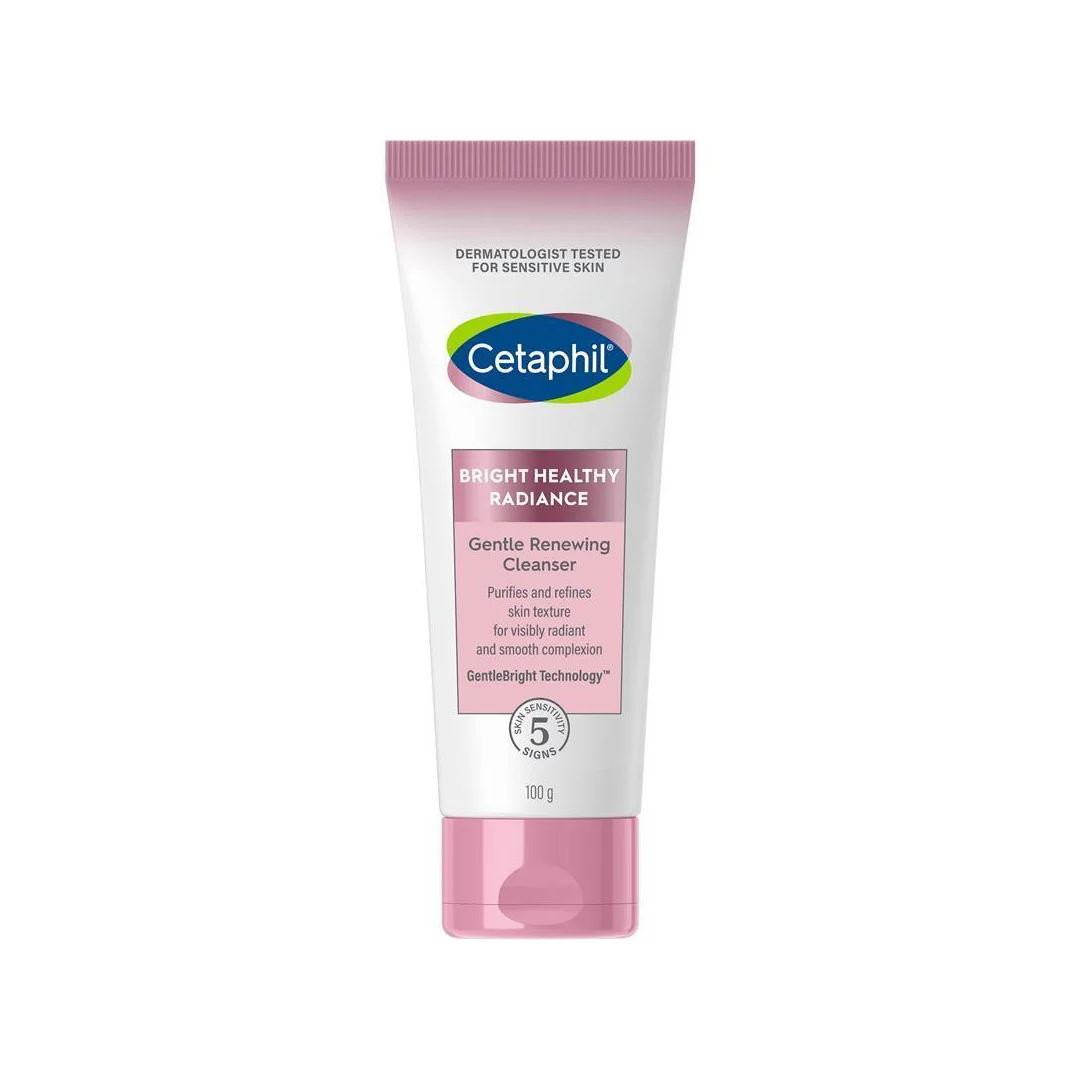 DERMATOLOGIST TESTED
FOR SENSITIVE SKIN
Cetaphil®
BRIGHT HEALTHY
RADIANCE
Gentle Renewing
Cleanser
Purifies and refines
skin texture
for visibly radiant
and smooth complexion
GentleBright Technology™
SKIN SENSITIVITY
5
SIGNS
100 g